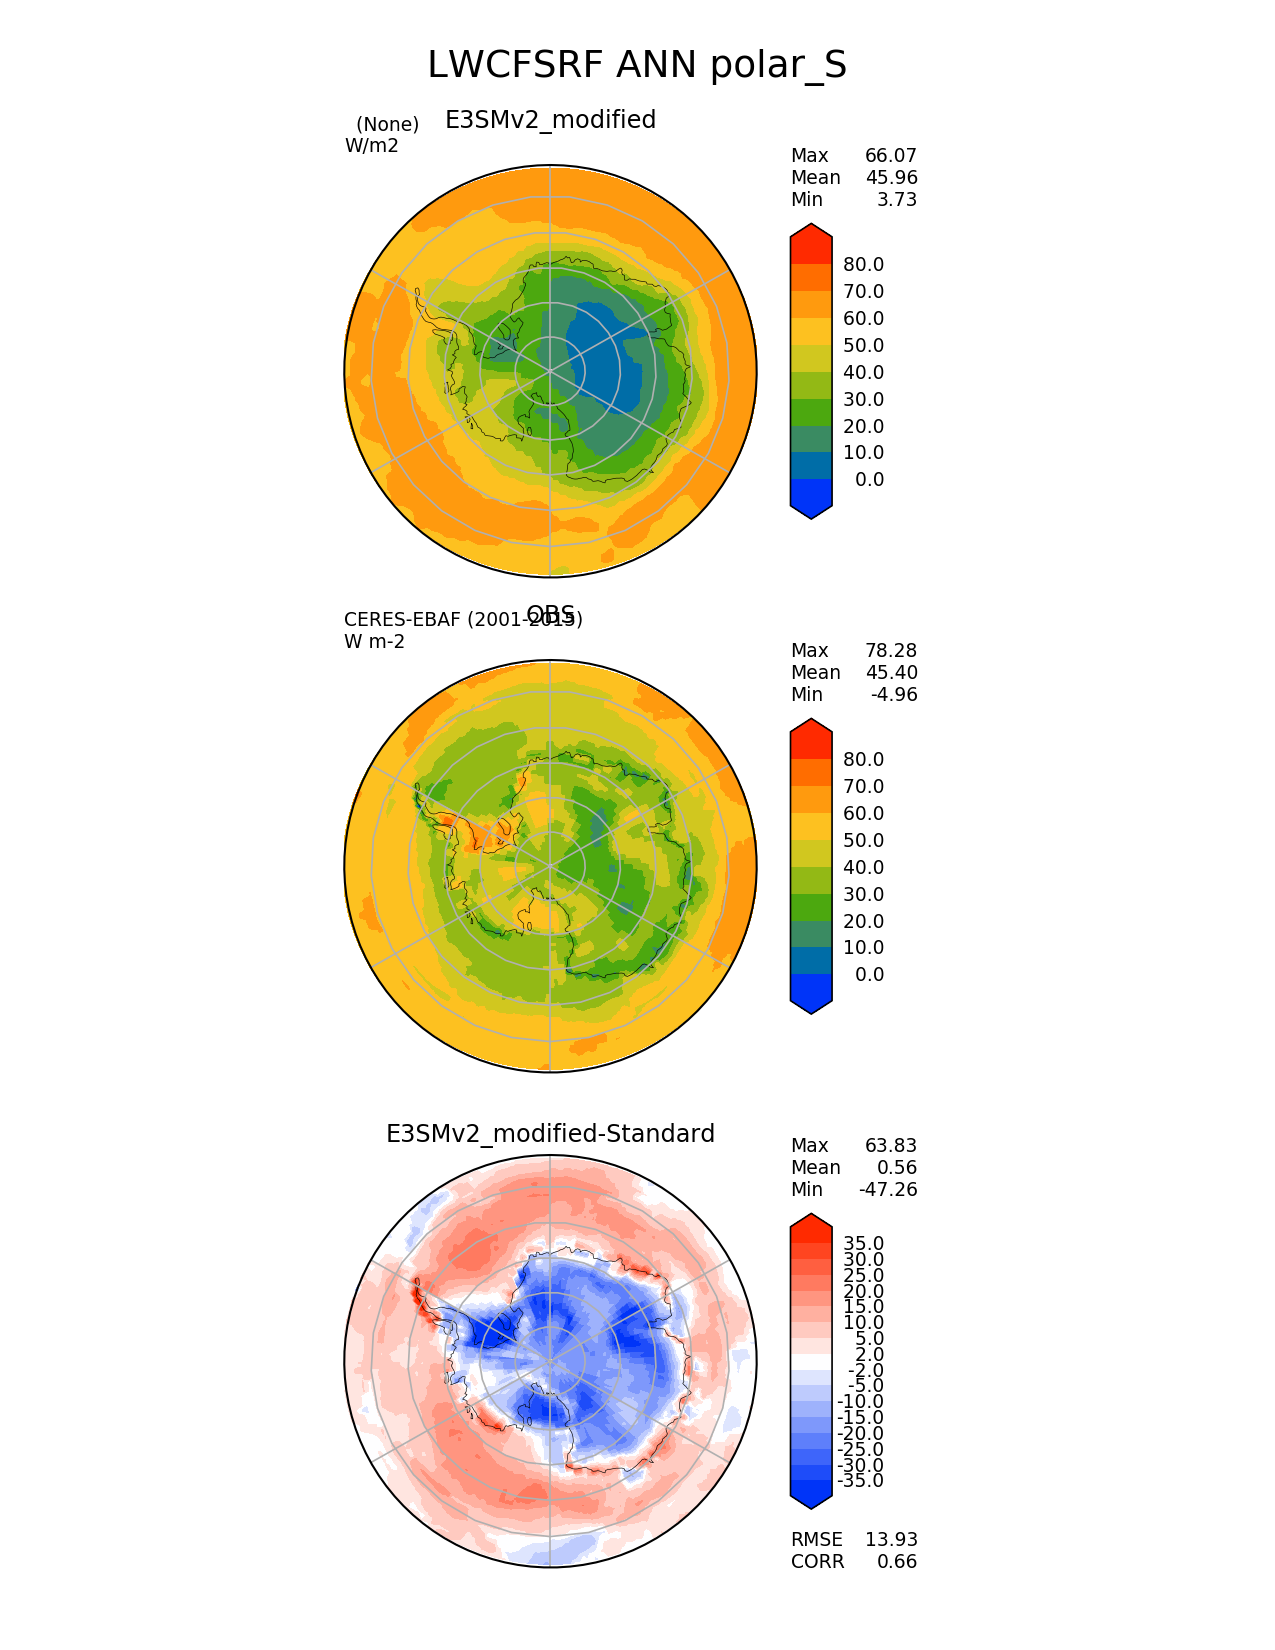 LWCFSRF ANN polar_S
(None)
E3SMv2_modified
W/m2
Max 66.07
Mean 45.96
Min 3.73
80.0
70.0
60.0
50.0
40.0
30.0
20.0
10.0
0.0
OBS
CERES-EBAF (2001-2015)
W m-2
Max 78.28
Mean 45.40
Min -4.96
80.0
70.0
60.0
50.0
40.0
30.0
20.0
10.0
0.0
E3SMv2_modified-Standard
Max 63.83
Mean 0.56
Min -47.26
35.0
30.0
25.0
20.0
15.0
10.0
5.0
2.0
-2.0
-5.0
-10.0
-15.0
-20.0
-25.0
-30.0
-35.0
RMSE 13.93
CORR 0.66